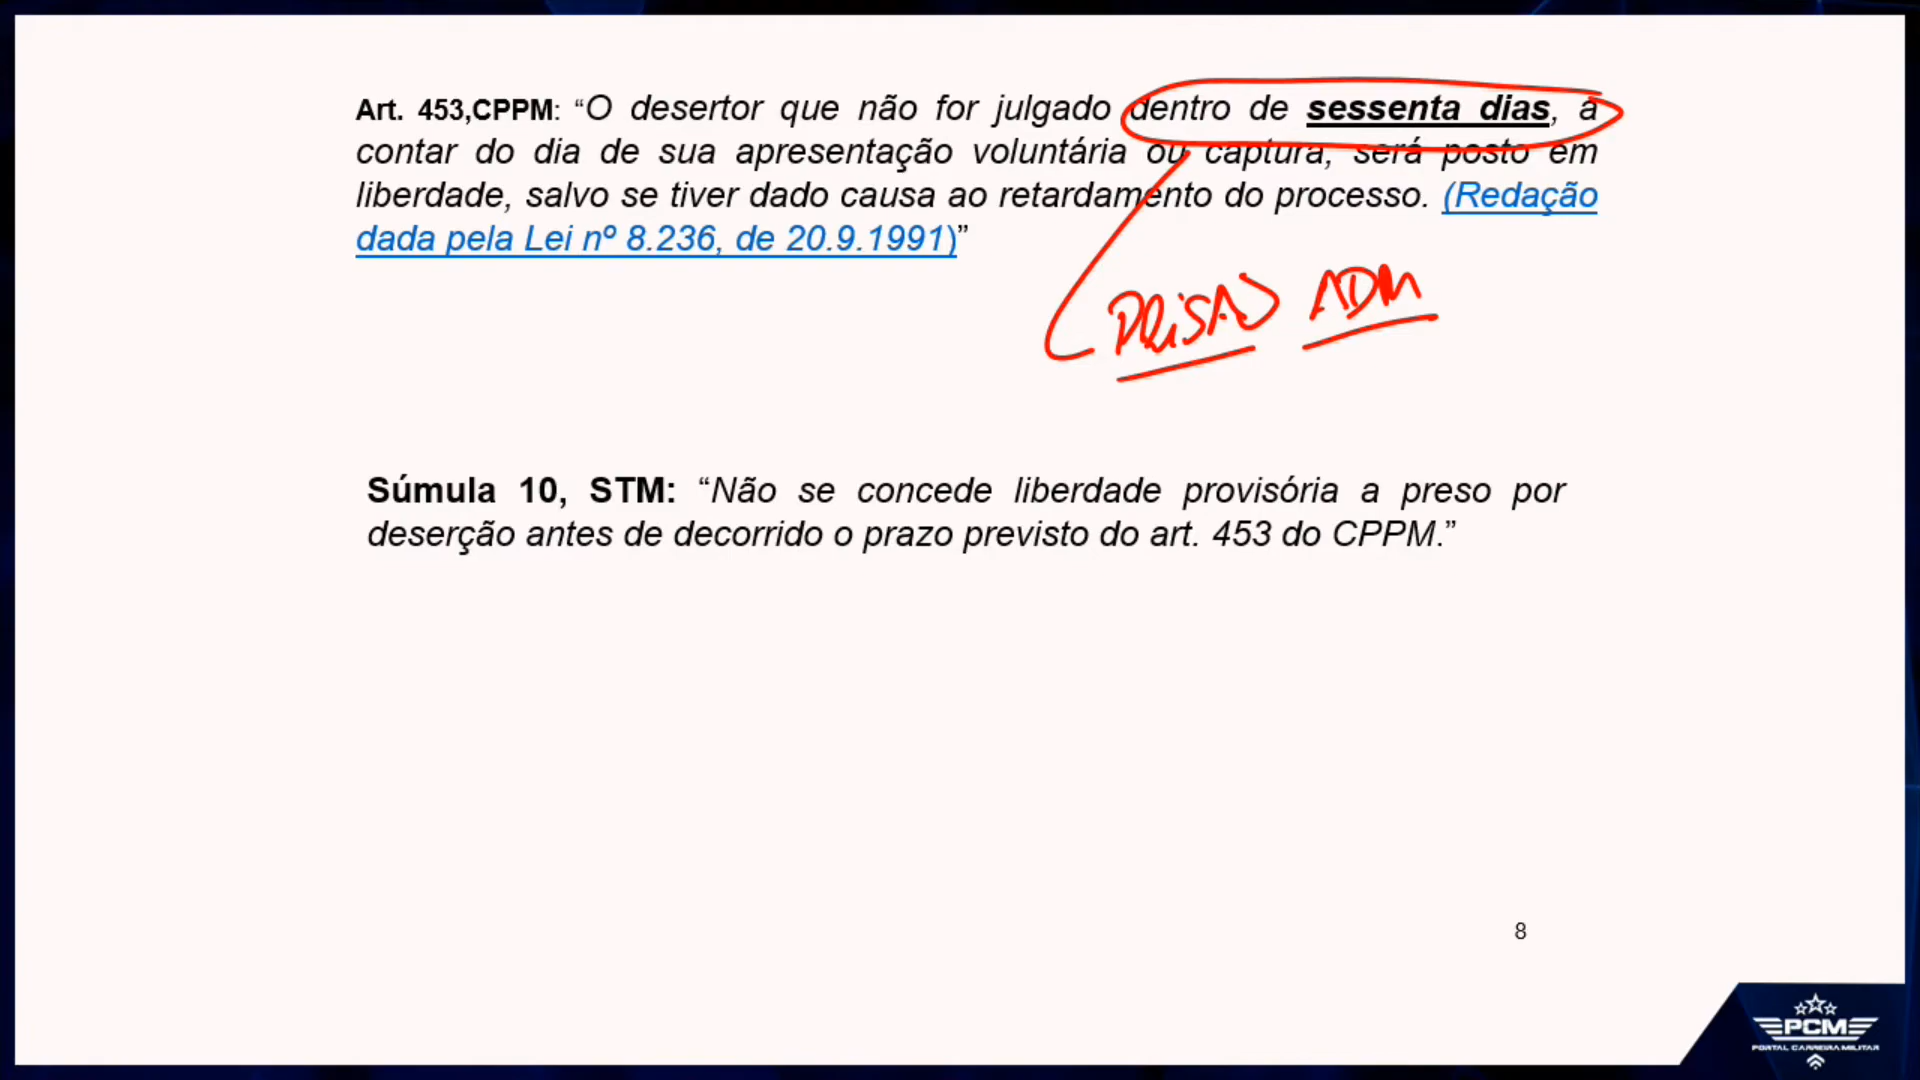 Art. 453,CPPM: “O desertor que não for julgado dentro de sessenta dias, a
contar do dia de sua apresentação voluntária ou captura, será posto em
liberdade, salvo se tiver dado causa ao retardamento do processo. (Redação
dada pela Lei nº 8.236, de 20.9.1991)”
PRISÃO ADM
Súmula 10, STM: “Não se concede liberdade provisória a preso por
deserção antes de decorrido o prazo previsto do art. 453 do CPPM.”
8
PCM
PORTAL CARREIRA MILITAR